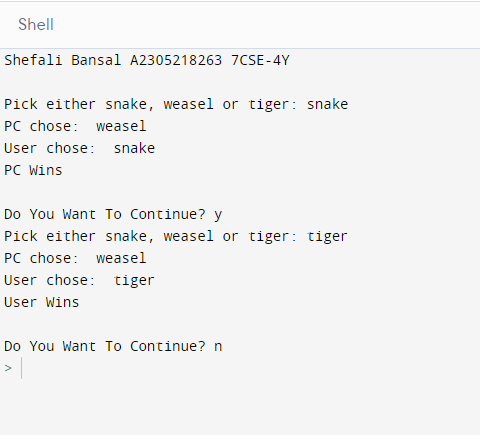 Shell
Shefali Bansal A2305218263 7CSE-4Y
Pick either snake, weasel or tiger: snake
PC chose:  weasel
User chose:  snake
PC Wins
Do You Want To Continue? y
Pick either snake, weasel or tiger: tiger
PC chose:  weasel
User chose:  tiger
User Wins
Do You Want To Continue? n
>